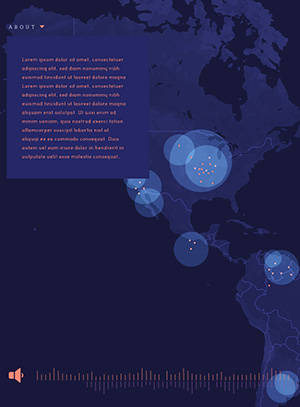 ABOUT
Lorem ipsum dolor sit amet, consectetuer
adipiscing elit, sed diam nonummy nibh
euismod tincidunt ut laoreet dolore magna
Lorem ipsum dolor sit amet, consectetuer
adipiscing elit, sed diam nonummy nibh
euismod tincidunt ut laoreet dolore magna
aliquam erat volutpat. Ut wisi enim ad
minim veniam, quis nostrud exerci tation
ullamcorper suscipit lobortis nisl ut
aliquip ex ea commodo consequat. Duis
autem vel eum iriure dolor in hendrerit in
vulputate velit esse molestie consequat,